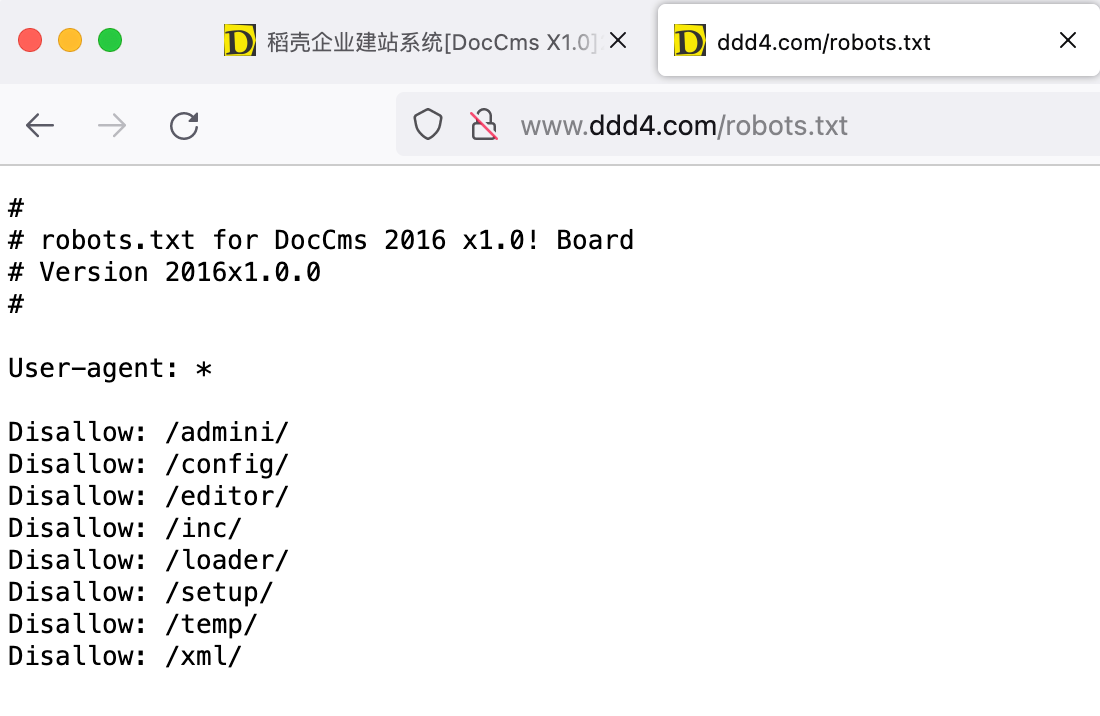 稻壳企业建站系统[DocCms X1.0]
ddd4.com/robots.txt
www.ddd4.com/robots.txt
#
# robots.txt for DocCms 2016 x1.0! Board
# Version 2016x1.0.0
#
User-agent: *
Disallow: /admini/
Disallow: /config/
Disallow: /editor/
Disallow: /inc/
Disallow: /loader/
Disallow: /setup/
Disallow: /temp/
Disallow: /xml/